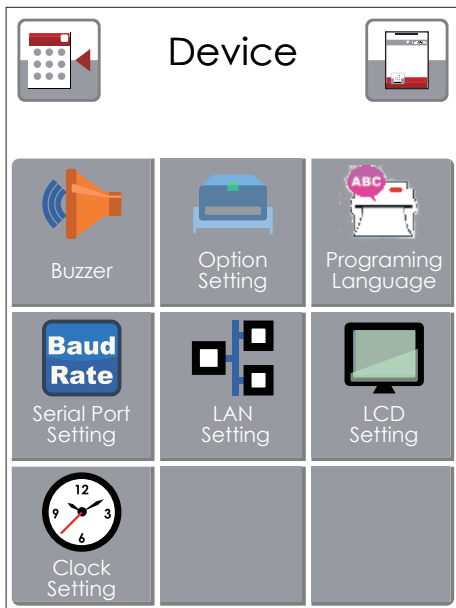 Device
Buzzer
Option
Setting
ABC
Programing
Language
Baud
Rate
Serial Port
Setting
LAN
Setting
LCD
Setting
12
9 3
6
Clock
Setting